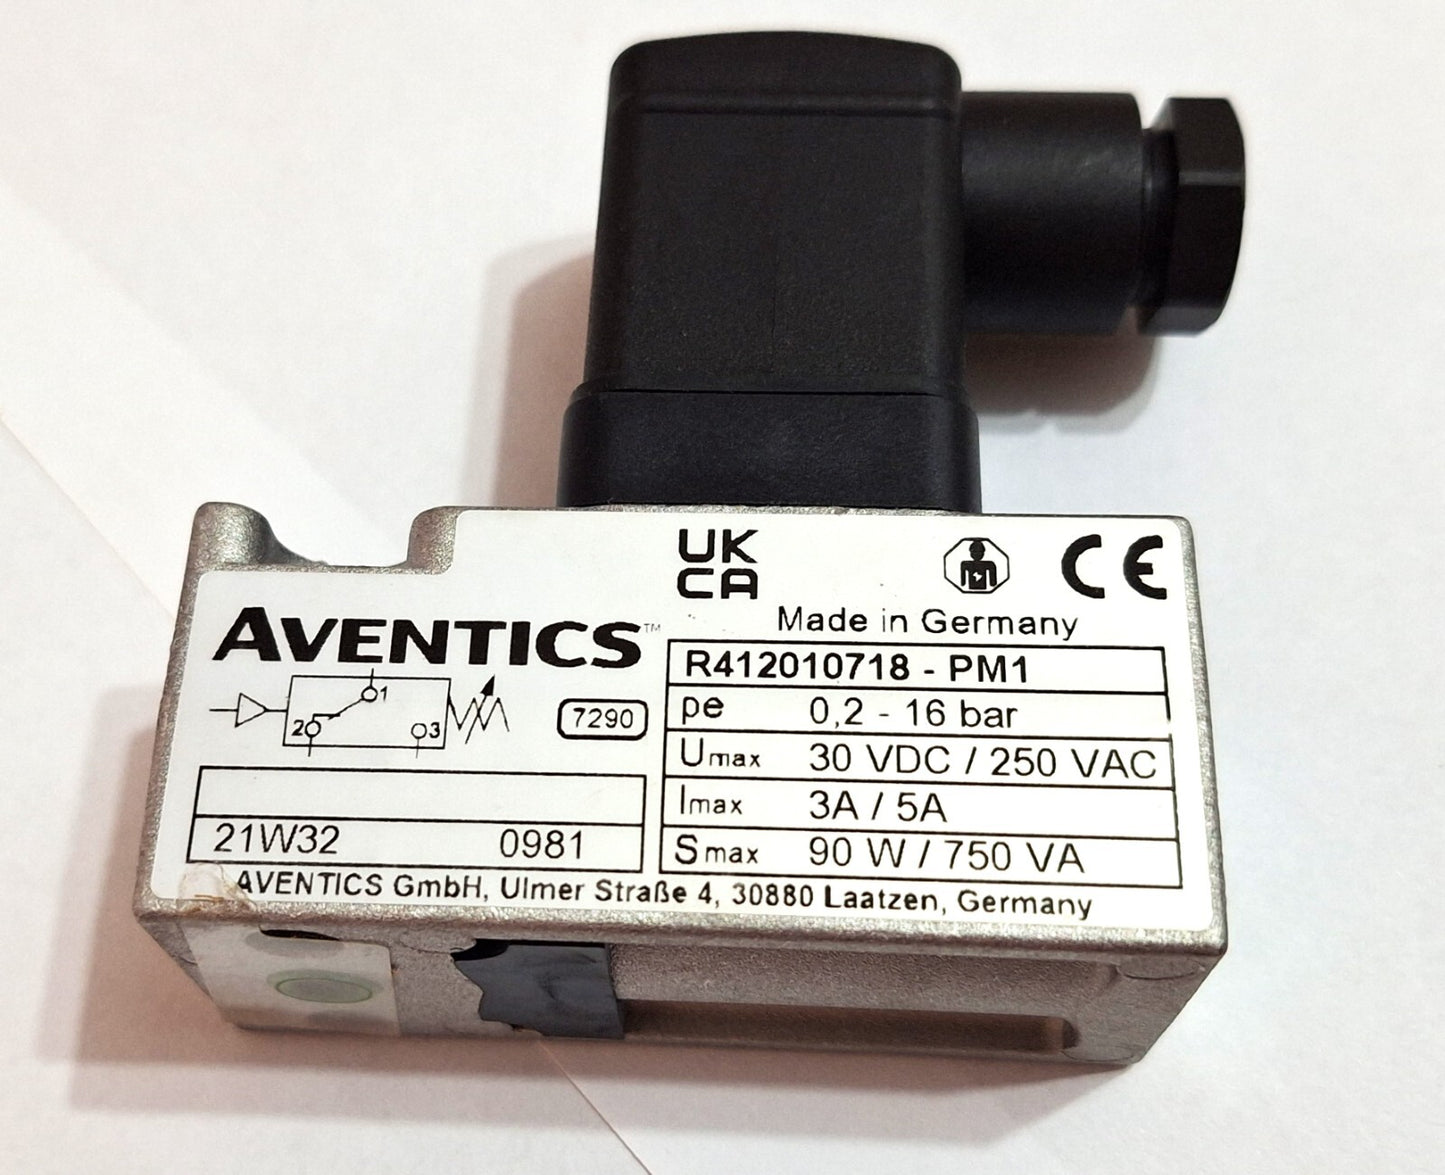 UK
CA
CE
Made in Germany
AVENTICS™
R412010718 - PM1
pe 0,2 - 16 bar
1
2
3
7290
Umax 30 VDC / 250 VAC
Imax 3A / 5A
Smax 90 W / 750 VA
21W32 0981
AVENTICS GmbH, Ulmer Straße 4, 30880 Laatzen, Germany